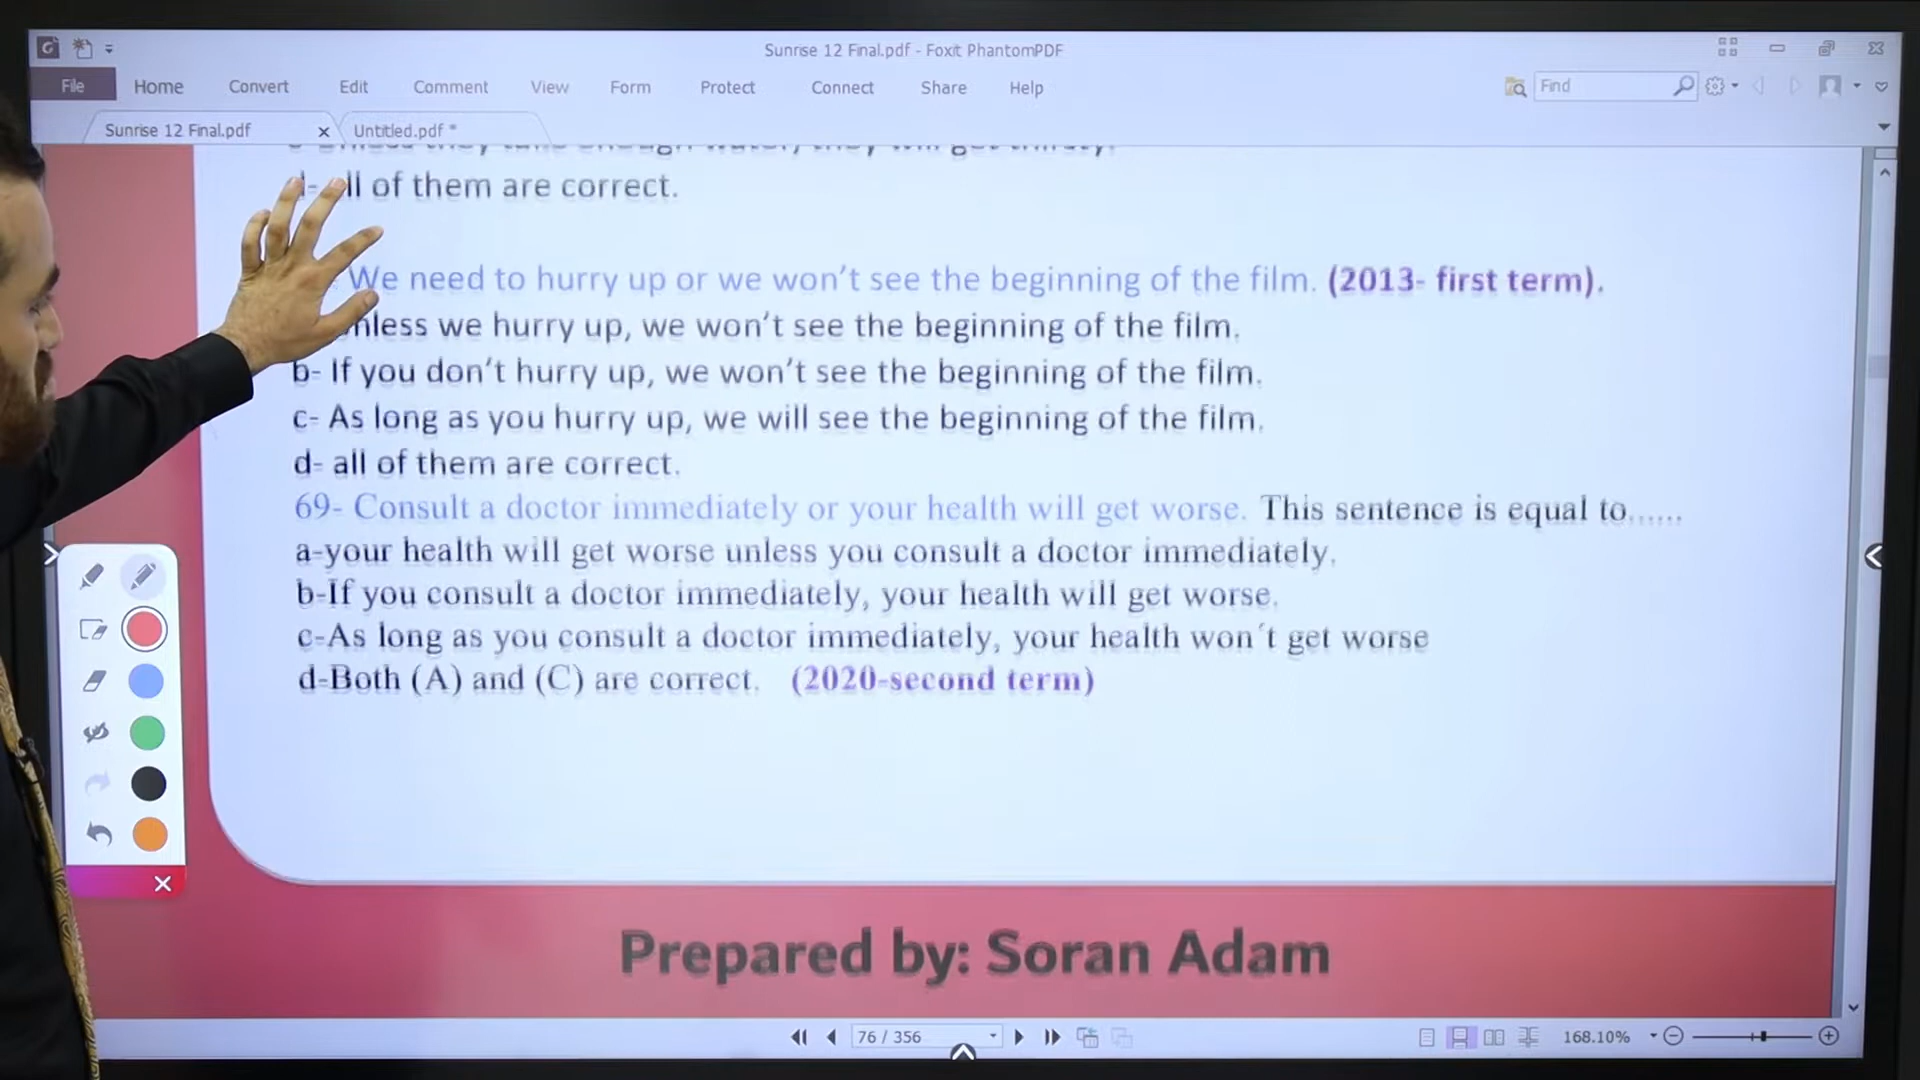 Sunrise 12 Final.pdf - Foxit PhantomPDF
File Home Convert Edit Comment View Form Protect Connect Share Help Find
Sunrise 12 Final.pdf Untitled.pdf *
enough water, they will get thirsty.
d- all of them are correct.
We need to hurry up or we won't see the beginning of the film. (2013- first term).
nless we hurry up, we won't see the beginning of the film.
b- If you don't hurry up, we won't see the beginning of the film.
c- As long as you hurry up, we will see the beginning of the film.
d- all of them are correct.
69- Consult a doctor immediately or your health will get worse. This sentence is equal to......
a-your health will get worse unless you consult a doctor immediately.
b-If you consult a doctor immediately, your health will get worse.
c-As long as you consult a doctor immediately, your health won´t get worse
d-Both (A) and (C) are correct. (2020-second term)
Prepared by: Soran Adam
76 / 356
168.10%